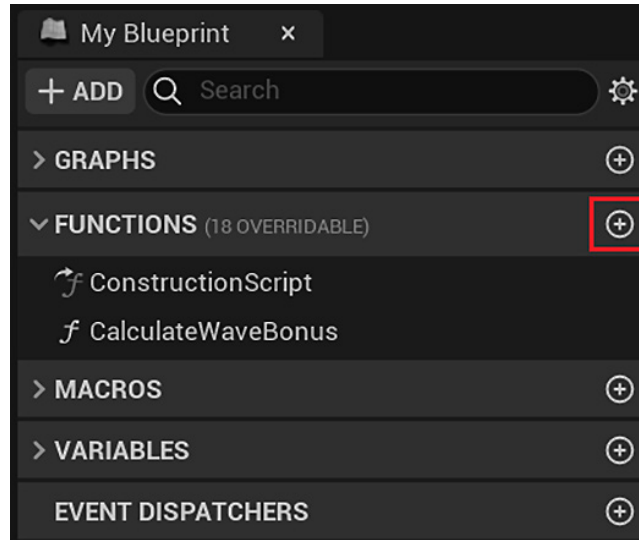 My Blueprint
ADD Search
GRAPHS
FUNCTIONS (18 OVERRIDABLE)
f ConstructionScript
f CalculateWaveBonus
MACROS
VARIABLES
EVENT DISPATCHERS